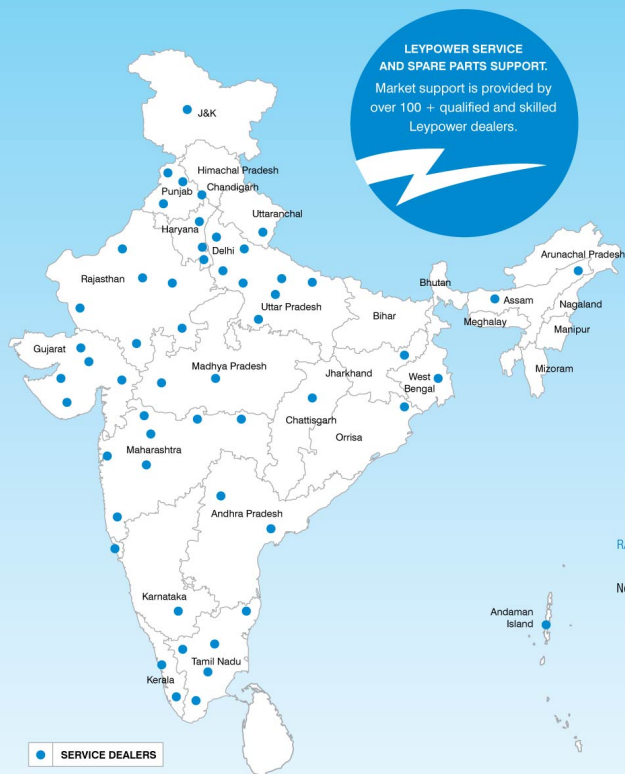 LEYPOWER SERVICE
AND SPARE PARTS SUPPORT.
Market support is provided by
over 100 + qualified and skilled
Leypower dealers.
J&K
Himachal Pradesh
Chandigarh
Punjab
Uttaranchal
Haryana
Delhi
Arunachal Pradesh
Rajasthan
Bhutan
Uttar Pradesh
Assam
Nagaland
Bihar
Meghalay
Manipur
Gujarat
Madhya Pradesh
Jharkhand
Mizoram
West
Bengal
Chattisgarh
Orrisa
Maharashtra
Andhra Pradesh
Karnataka
Andaman
Island
Tamil Nadu
Kerala
SERVICE DEALERS